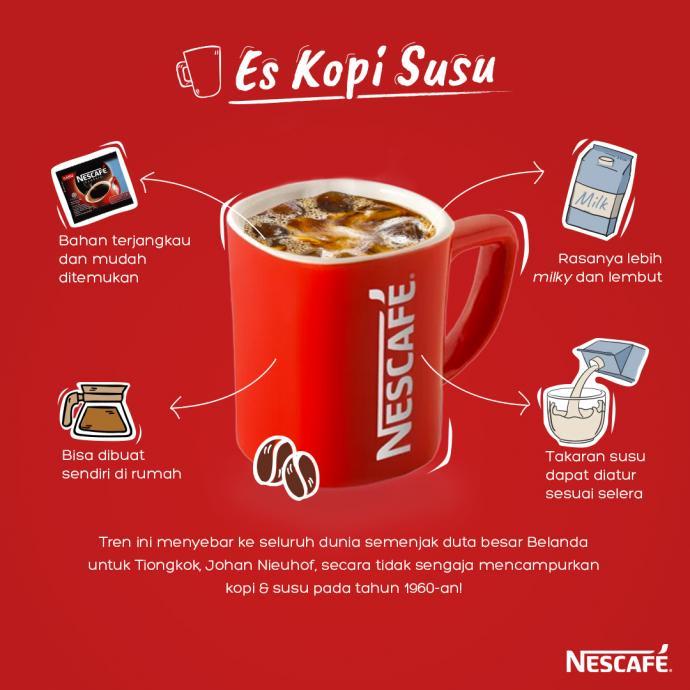 Es Kopi Susu
NESCAFÉ
Bahan terjangkau
dan mudah
ditemukan
Milk
Rasanya lebih
milky dan lembut
NESCAFÉ
Bisa dibuat
sendiri di rumah
Takaran susu
dapat diatur
sesuai selera
Tren ini menyebar ke seluruh dunia semenjak duta besar Belanda
untuk Tiongkok, Johan Nieuhof, secara tidak sengaja mencampurkan
kopi & susu pada tahun 1960-an!
NESCAFÉ